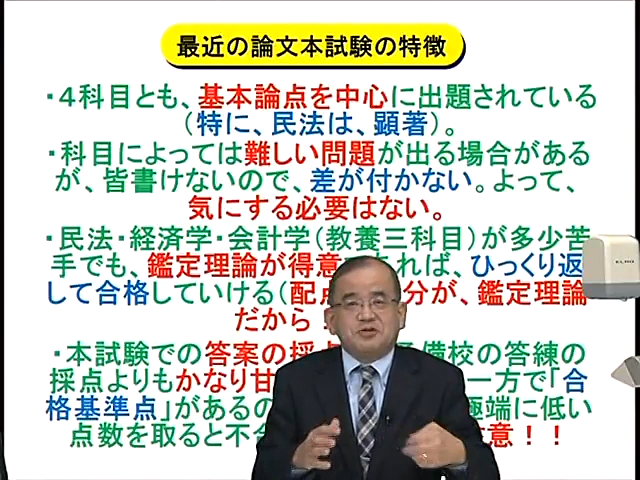 最近の論文本試験の特徴
・４科目とも、基本論点を中心に出題されている
（特に、民法は、顕著）。
・科目によっては難しい問題が出る場合がある
が、皆書けないので、差が付かない。よって、
気にする必要はない。
・民法・経済学・会計学（教養三科目）が多少苦
手でも、鑑定理論が得意 れば、ひっくり返
して合格していける（配点 分が、鑑定理論
だから
・本試験での答案の採点 備校の答練の
採点よりもかなり甘 一方で「合
格基準点」があるの 極端に低い
点数を取ると不合 意！！